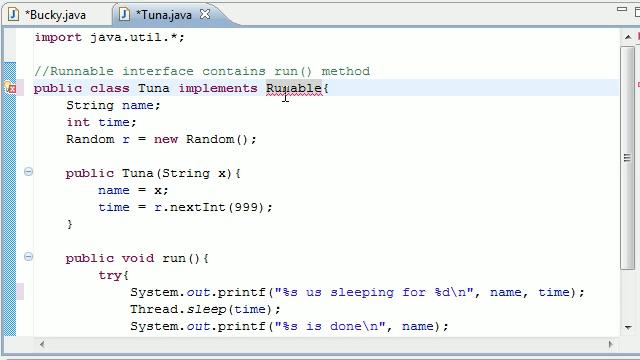 *Bucky.java
*Tuna.java
import java.util.*;
//Runnable interface contains run() method
public class Tuna implements Runable{
String name;
int time;
Random r = new Random();
public Tuna(String x){
name = x;
time = r.nextInt(999);
}
public void run(){
try{
System.out.printf("%s us sleeping for %d\n", name, time);
Thread.sleep(time);
System.out.printf("%s is done\n", name);